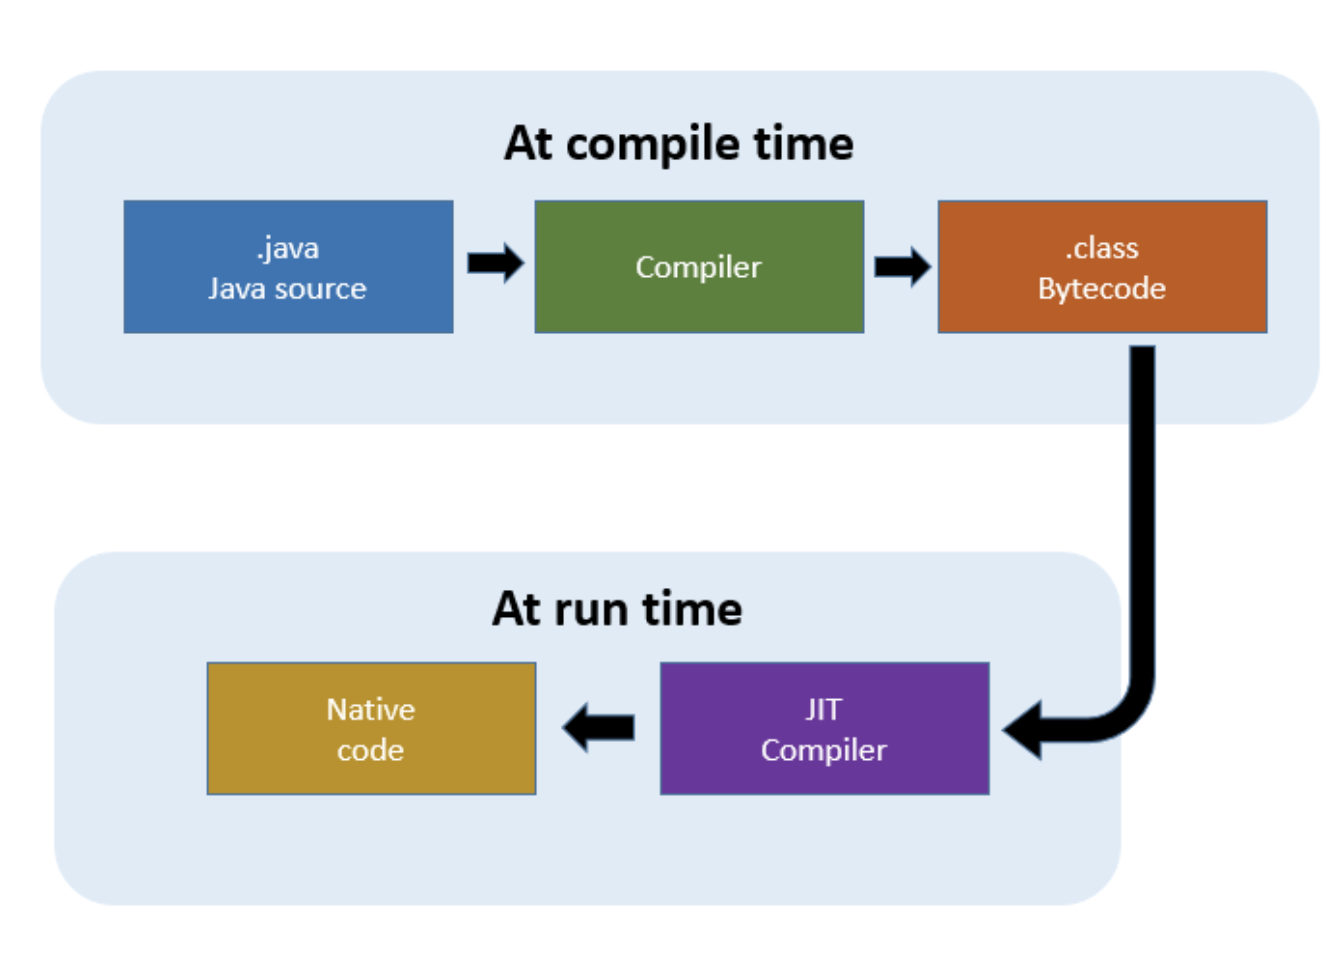 At compile time
.java
Java source
Compiler
.class
Bytecode
At run time
Native
code
JIT
Compiler